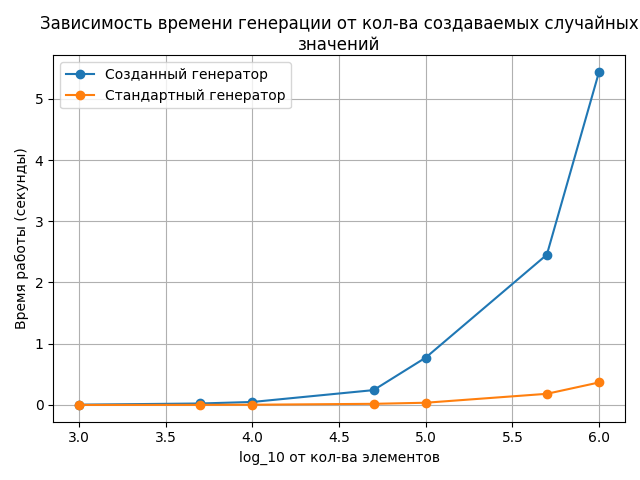 Зависимость времени генерации от кол-ва создаваемых случайных
значений
Созданный генератор
Стандартный генератор
Время работы (секунды)
5
4
3
2
1
0
3.0 3.5 4.0 4.5 5.0 5.5 6.0
log_10 от кол-ва элементов